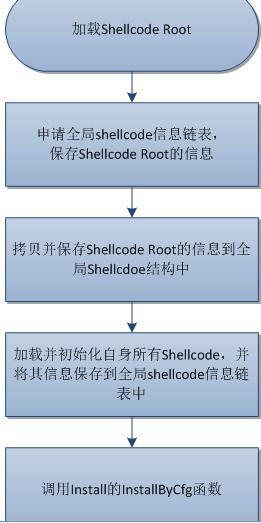 加载Shellcode Root
申请全局shellcode信息链表，
保存Shellcode Root的信息
拷贝并保存Shellcode Root的信息到全
局Shellcdoe结构中
加载并初始化自身所有Shellcode，并
将其信息保存到全局shellcode信息链
表中
调用Install的InstallByCfg函数